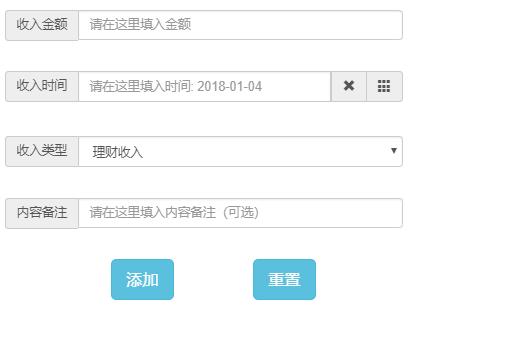 收入金额 请在这里填入金额
收入时间 请在这里填入时间: 2018-01-04
收入类型 理财收入
内容备注 请在这里填入内容备注（可选）
添加 重置